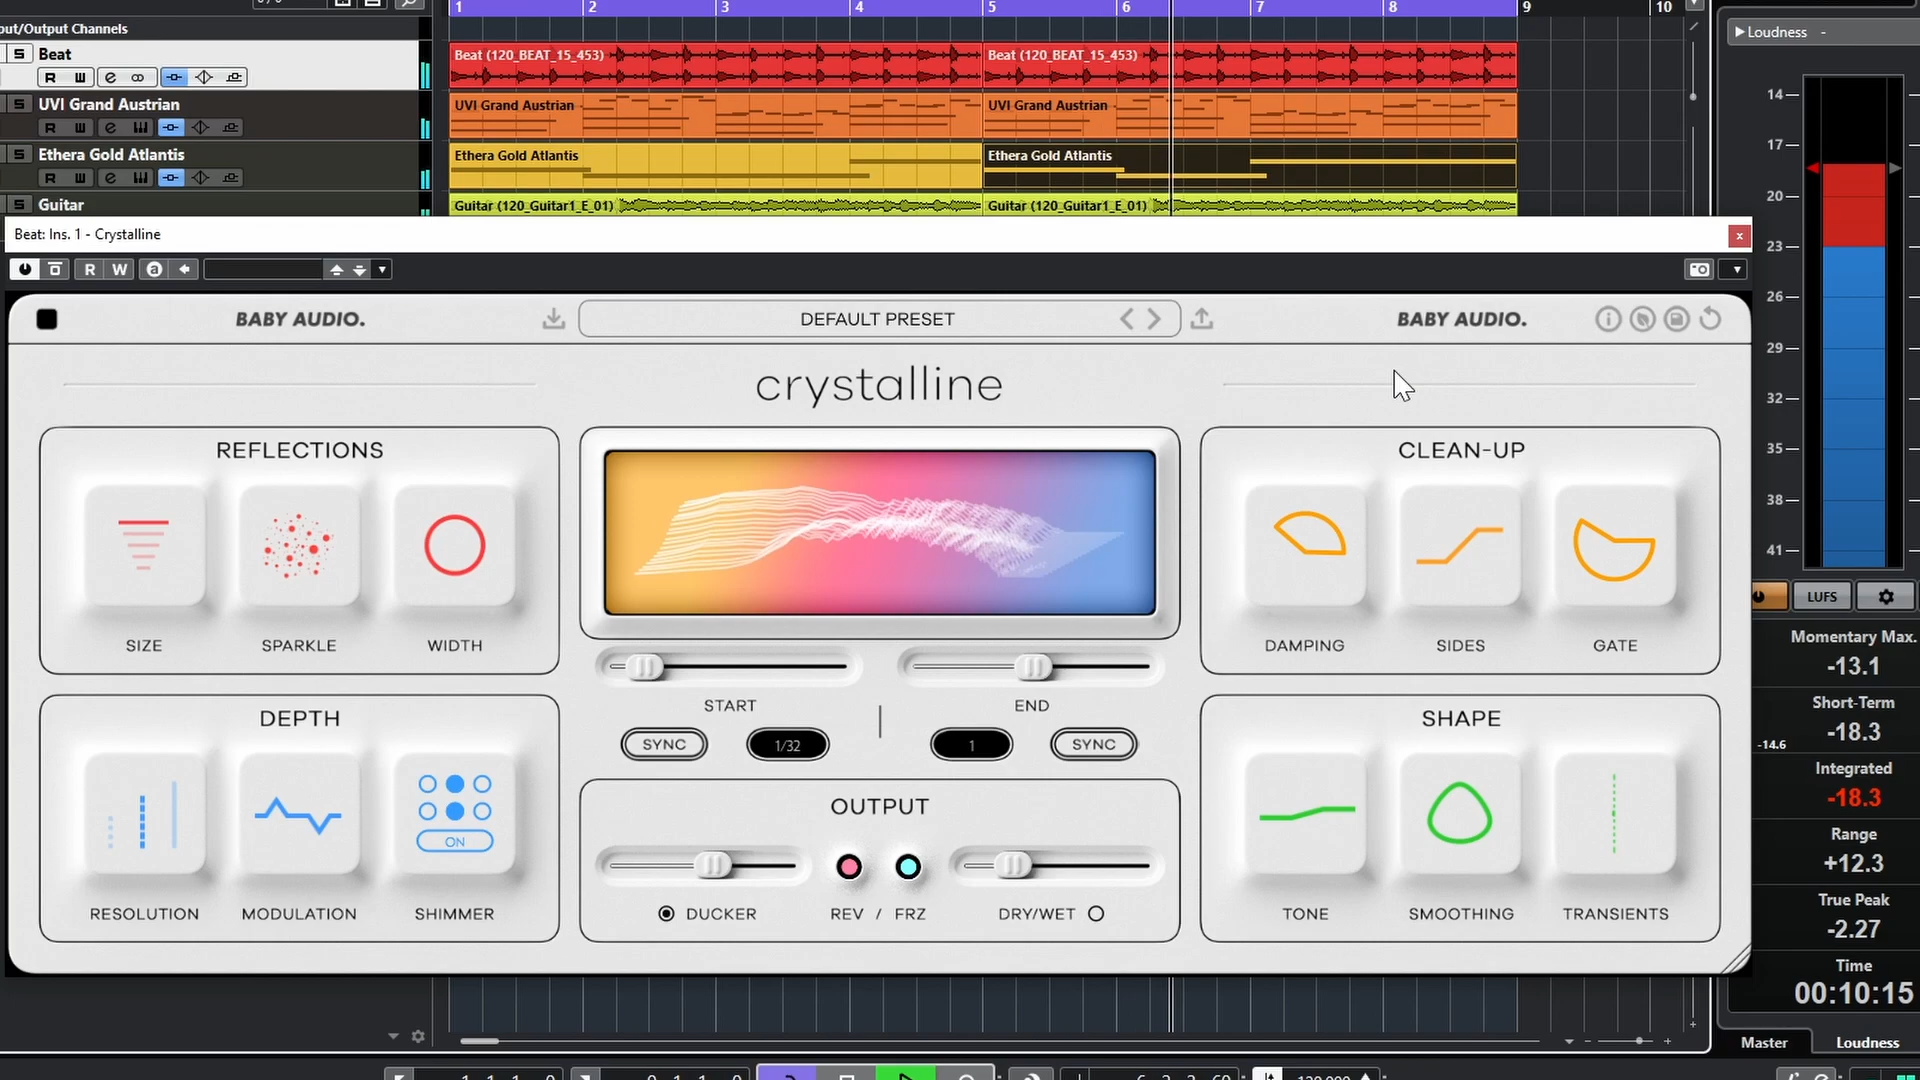 1 2 3 4 5 6 7 8 9 10
put/Output Channels
Loudness -
S Beat
R W e
Beat (120_BEAT_15_453) Beat (120_BEAT_15_453)
S UVI Grand Austrian
R W e
UVI Grand Austrian UVI Grand Austrian
S Ethera Gold Atlantis
R W e
Ethera Gold Atlantis Ethera Gold Atlantis
S Guitar
Guitar (120_Guitar1_E_01) Guitar (120_Guitar1_E_01)
14
17
20
23
26
29
32
35
38
41
Beat: Ins. 1 - Crystalline
x
R W a
BABY AUDIO. DEFAULT PRESET BABY AUDIO.
crystalline
REFLECTIONS
SIZE SPARKLE WIDTH
CLEAN-UP
DAMPING SIDES GATE
START END
SYNC 1/32 1 SYNC
DEPTH
ON
RESOLUTION MODULATION SHIMMER
OUTPUT
DUCKER REV / FRZ DRY/WET
SHAPE
TONE SMOOTHING TRANSIENTS
LUFS
Momentary Max.
-13.1
Short-Term
-18.3
-14.6
Integrated
-18.3
Range
+12.3
True Peak
-2.27
Time
00:10:15
Master Loudness